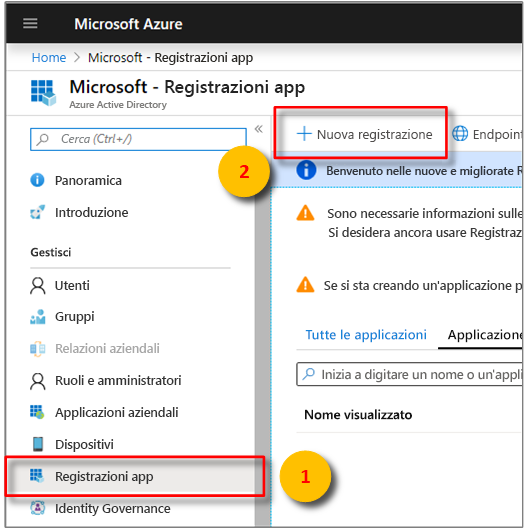 Microsoft Azure
Home > Microsoft - Registrazioni app
Microsoft - Registrazioni app
Azure Active Directory
Cerca (Ctrl+/)
«
Panoramica
Introduzione
Gestisci
Utenti
Gruppi
Relazioni aziendali
Ruoli e amministratori
Applicazioni aziendali
Dispositivi
Registrazioni app
Identity Governance
1
2
+ Nuova registrazione
Endpoint
Benvenuto nelle nuove e migliorate R
Sono necessarie informazioni sulle
Si desidera ancora usare Registraz
Se si sta creando un'applicazione p
Tutte le applicazioni
Applicazione
Inizia a digitare un nome o un'appl
Nome visualizzato